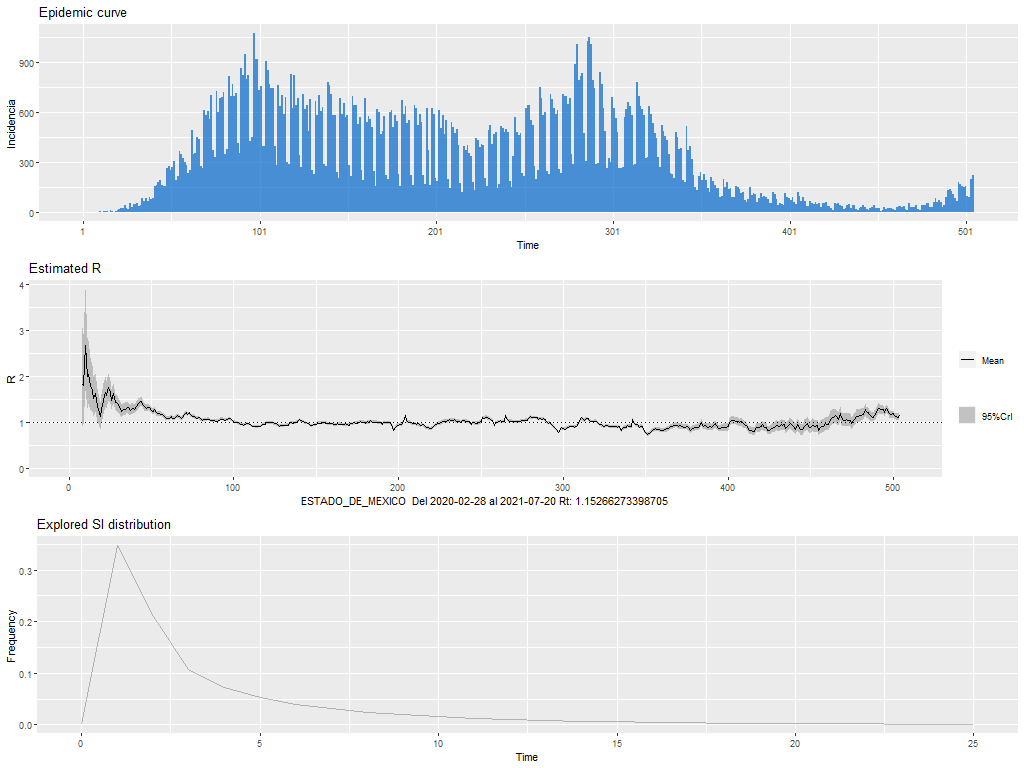 Epidemic curve
900
600
300
0
Incidencia
1 101 201 301 401 501
Time
Estimated R
4
3
2
1
0
R
Mean
95%CrI
0 100 200 300 400 500
ESTADO_DE_MEXICO Del 2020-02-28 al 2021-07-20 Rt: 1.15266273398705
Explored SI distribution
0.3
0.2
0.1
0.0
Frequency
0 5 10 15 20 25
Time